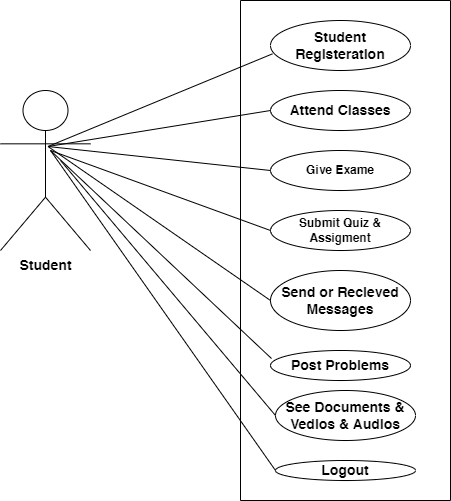 Student
Registeration
Attend Classes
Give Exame
Submit Quiz &
Assigment
Student
Send or Recieved
Messages
Post Problems
See Documents &
Vedios & Audios
Logout